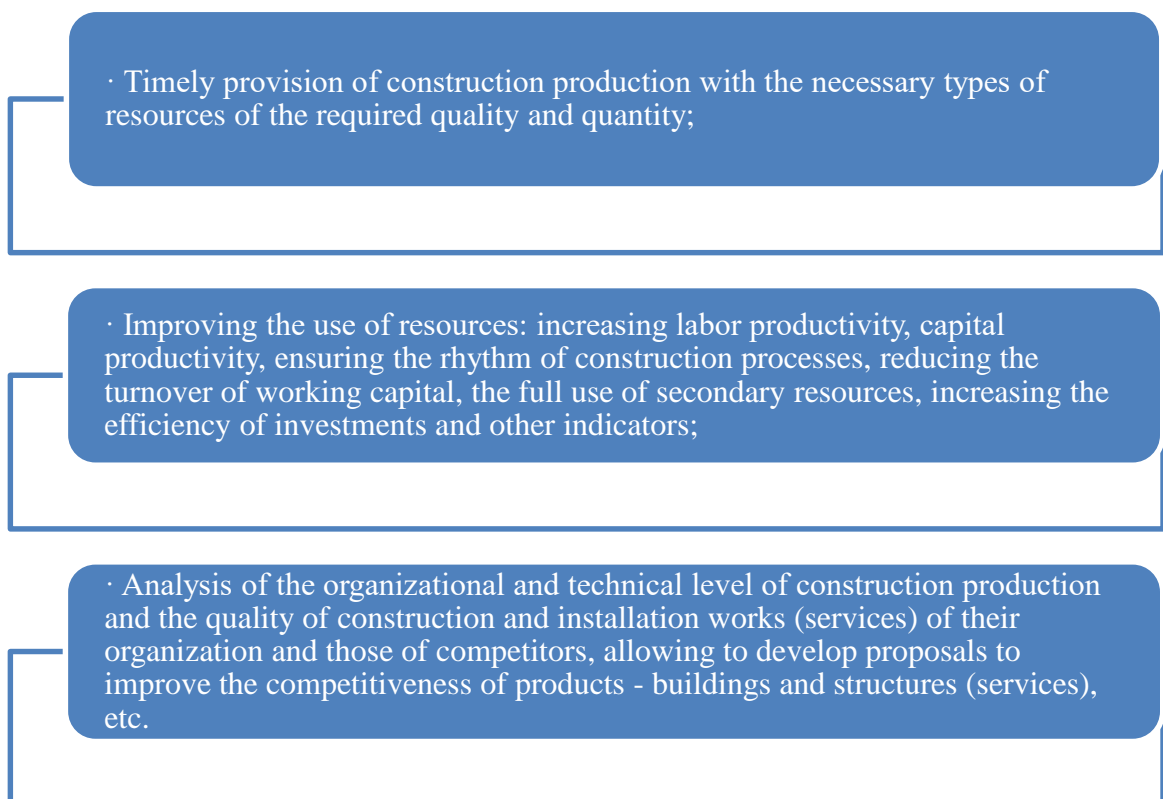 · Timely provision of construction production with the necessary types of
resources of the required quality and quantity;
· Improving the use of resources: increasing labor productivity, capital
productivity, ensuring the rhythm of construction processes, reducing the
turnover of working capital, the full use of secondary resources, increasing the
efficiency of investments and other indicators;
· Analysis of the organizational and technical level of construction production
and the quality of construction and installation works (services) of their
organization and those of competitors, allowing to develop proposals to
improve the competitiveness of products - buildings and structures (services),
etc.